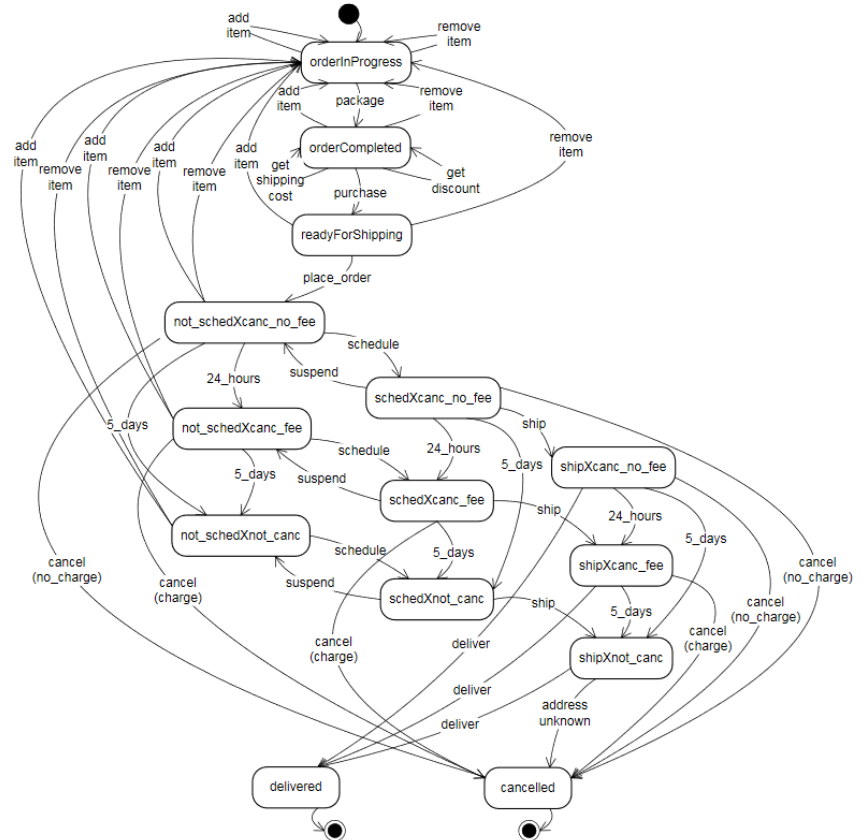 add
item
remove
item
orderInProgress
add
item
package
remove
item
orderCompleted
add
item
get
shipping
cost
get
discount
remove
item
purchase
add
item
remove
item
add
item
remove
item
add
item
remove
item
readyForShipping
place_order
not_schedXcanc_no_fee
schedule
suspend
24_hours
schedXcanc_no_fee
ship
5_days
not_schedXcanc_fee
schedule
24_hours
5_days
shipXcanc_no_fee
5_days
suspend
schedXcanc_fee
ship
24_hours
5_days
not_schedXnot_canc
schedule
5_days
cancel
(no_charge)
cancel
(charge)
suspend
schedXnot_canc
ship
shipXcanc_fee
cancel
(no_charge)
5_days
cancel
(no_charge)
cancel
(charge)
cancel
(charge)
deliver
shipXnot_canc
deliver
address
unknown
deliver
delivered
cancelled